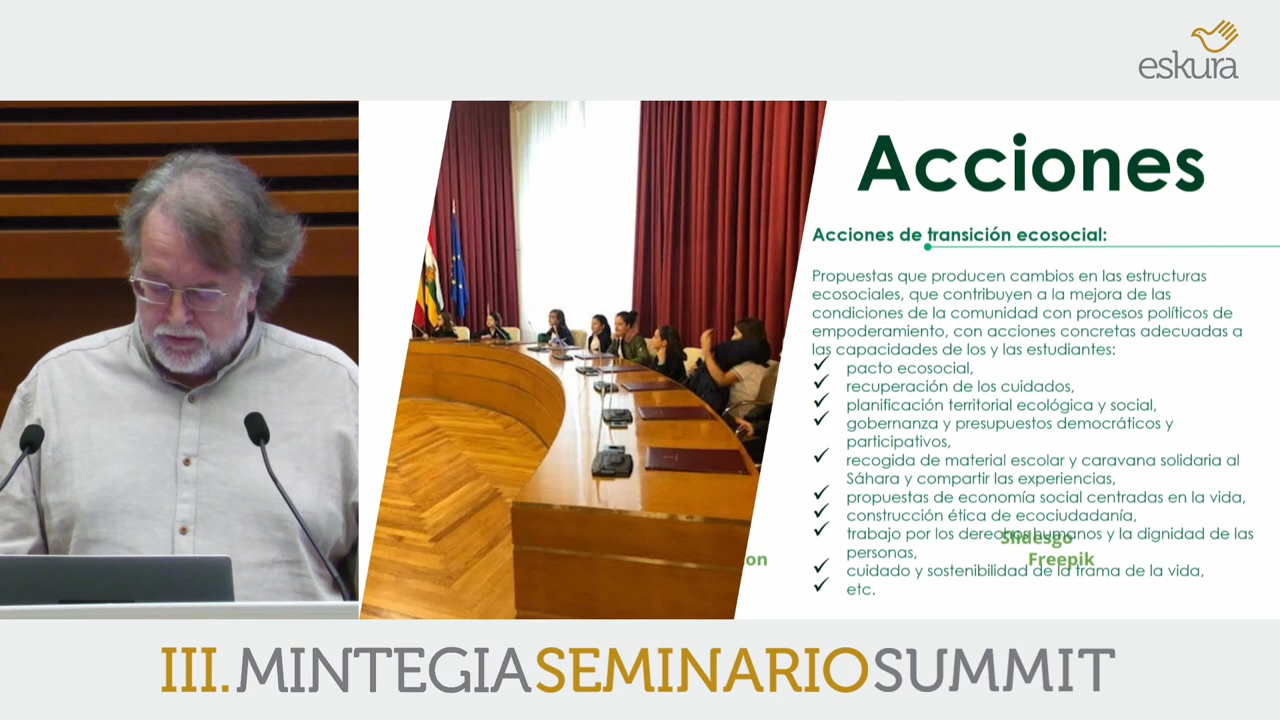 eskura
Acciones
Acciones de transición ecosocial:
Propuestas que producen cambios en las estructuras
ecosociales, que contribuyen a la mejora de las
condiciones de la comunidad con procesos políticos de
empoderamiento, con acciones concretas adecuadas a
las capacidades de los y las estudiantes:
pacto ecosocial,
recuperación de los cuidados,
planificación territorial ecológica y social,
gobernanza y presupuestos democráticos y
participativos,
recogida de material escolar y caravana solidaria al
Sáhara y compartir las experiencias,
propuestas de economía social centradas en la vida,
construcción ética de ecociudadanía,
trabajo por los derechos humanos y la dignidad de las
Slidesgo
personas,
on
Freepik
cuidado y sostenibilidad de la trama de la vida,
etc.
III. MINTEGIA SEMINARIO SUMMIT